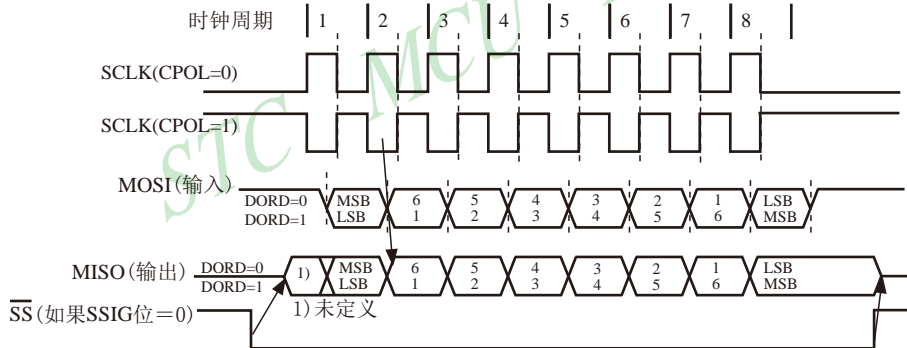 时钟周期 1 2 3 4 5 6 7 8
SCLK(CPOL=0)
SCLK(CPOL=1)
MOSI(输入)
DORD=0 MSB 6 5 4 3 2 1 LSB
DORD=1 LSB 1 2 3 4 5 6 MSB
MISO(输出)
DORD=0 1) MSB 6 5 4 3 2 1 LSB
DORD=1 LSB 1 2 3 4 5 6 MSB
1)未定义
SS(如果SSIG位=0)
STC MCU